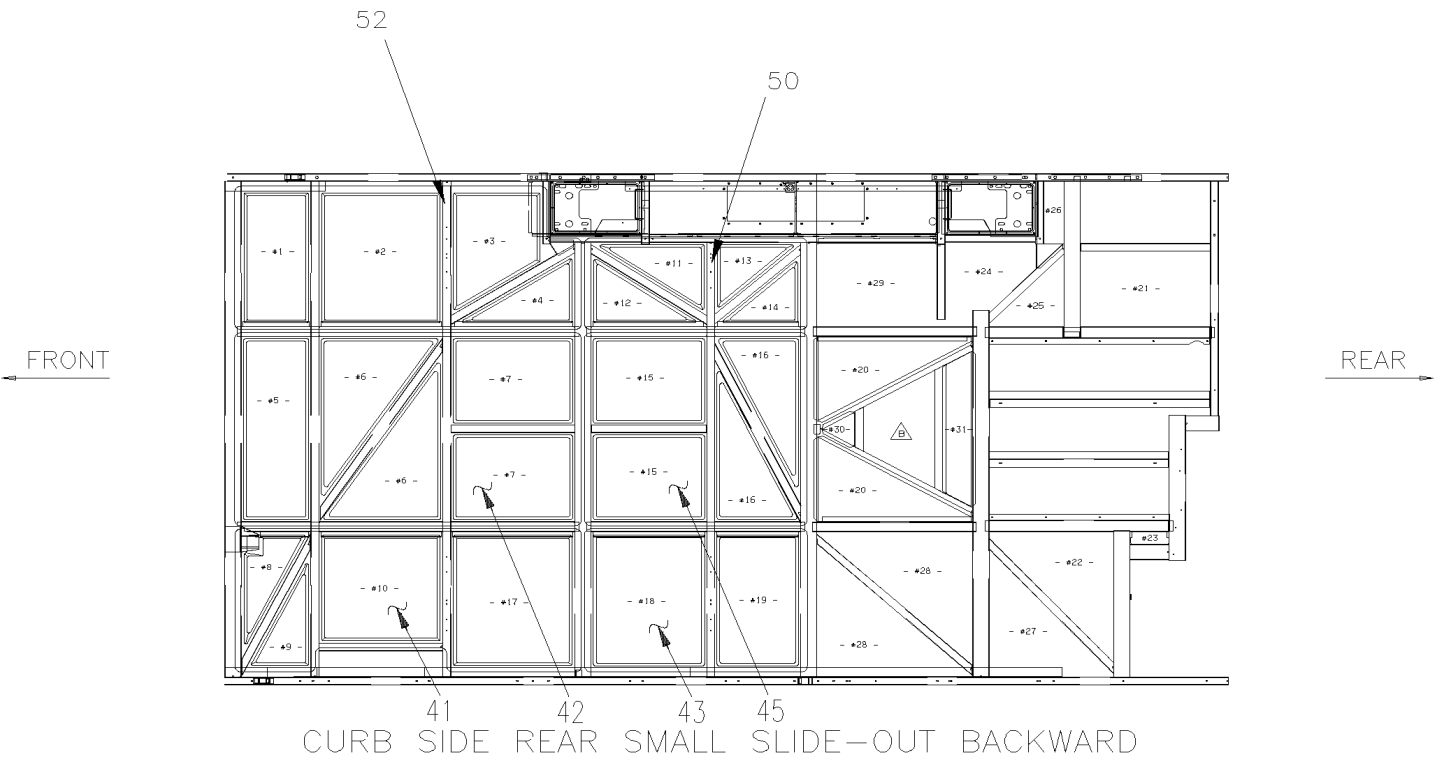 52
50
- #1 -
- #2 -
- #3 -
- #4 -
- #11 -
- #12 -
- #13 -
- #14 -
- #29 -
- #24 -
#26
- #25 -
- #21 -
FRONT
REAR
- #5 -
- #6 -
- #6 -
- #7 -
- #7 -
- #15 -
- #15 -
- #16 -
- #16 -
- #20 -
- #20 -
-#30-
B
-#31-
- #8 -
- #9 -
- #10 -
- #17 -
- #18 -
- #19 -
- #28 -
- #28 -
- #22 -
- #23 -
- #27 -
41
42
43
45
CURB SIDE REAR SMALL SLIDE-OUT BACKWARD